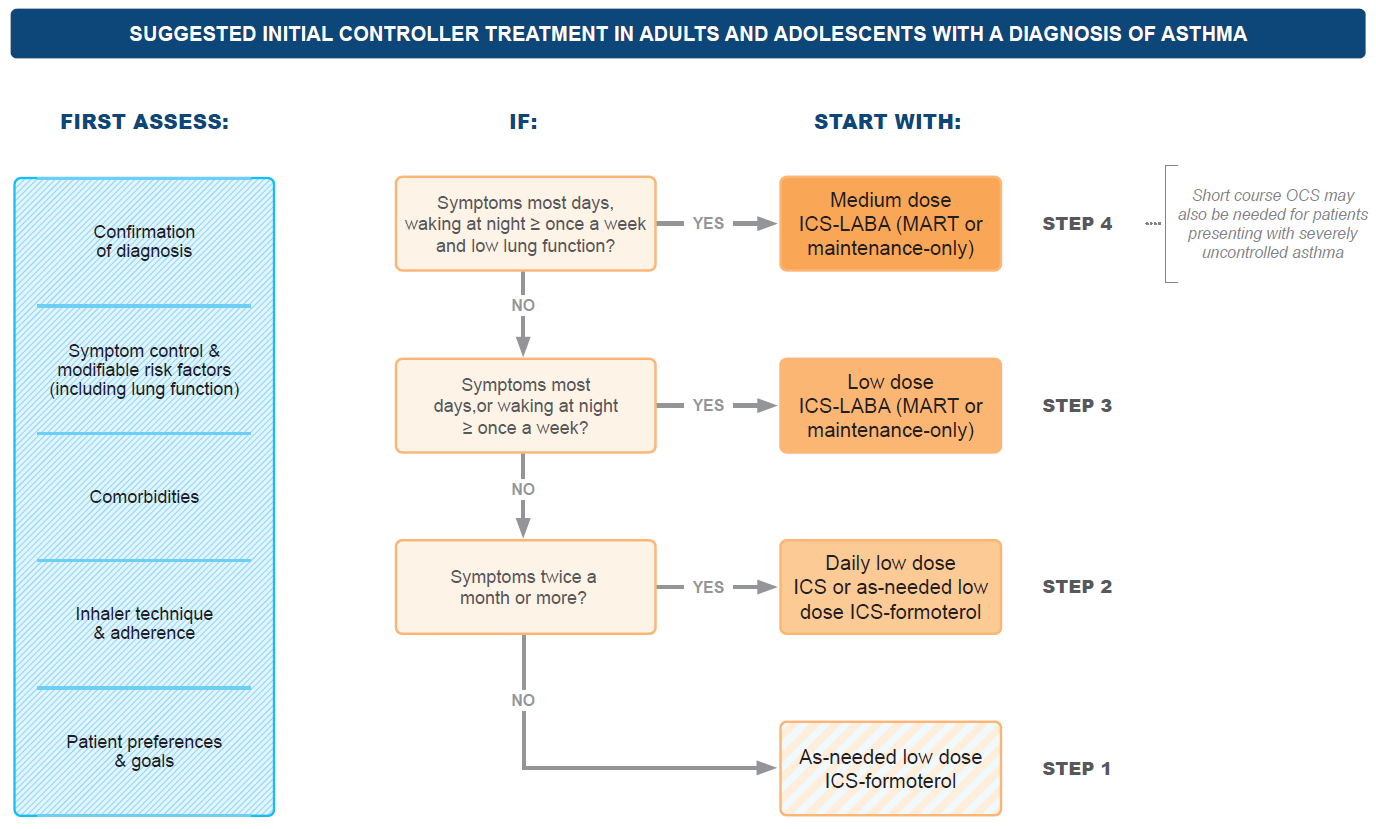 SUGGESTED INITIAL CONTROLLER TREATMENT IN ADULTS AND ADOLESCENTS WITH A DIAGNOSIS OF ASTHMA
FIRST ASSESS:
IF:
START WITH:
Confirmation
of diagnosis
Symptom control &
modifiable risk factors
(including lung function)
Comorbidities
Inhaler technique
& adherence
Patient preferences
& goals
Symptoms most days,
waking at night ≥ once a week
and low lung function?
YES
Medium dose
ICS-LABA (MART or
maintenance-only)
STEP 4
Short course OCS may
also be needed for patients
presenting with severely
uncontrolled asthma
NO
Symptoms most
days,or waking at night
≥ once a week?
YES
Low dose
ICS-LABA (MART or
maintenance-only)
STEP 3
NO
Symptoms twice a
month or more?
YES
Daily low dose
ICS or as-needed low
dose ICS-formoterol
STEP 2
NO
As-needed low dose
ICS-formoterol
STEP 1